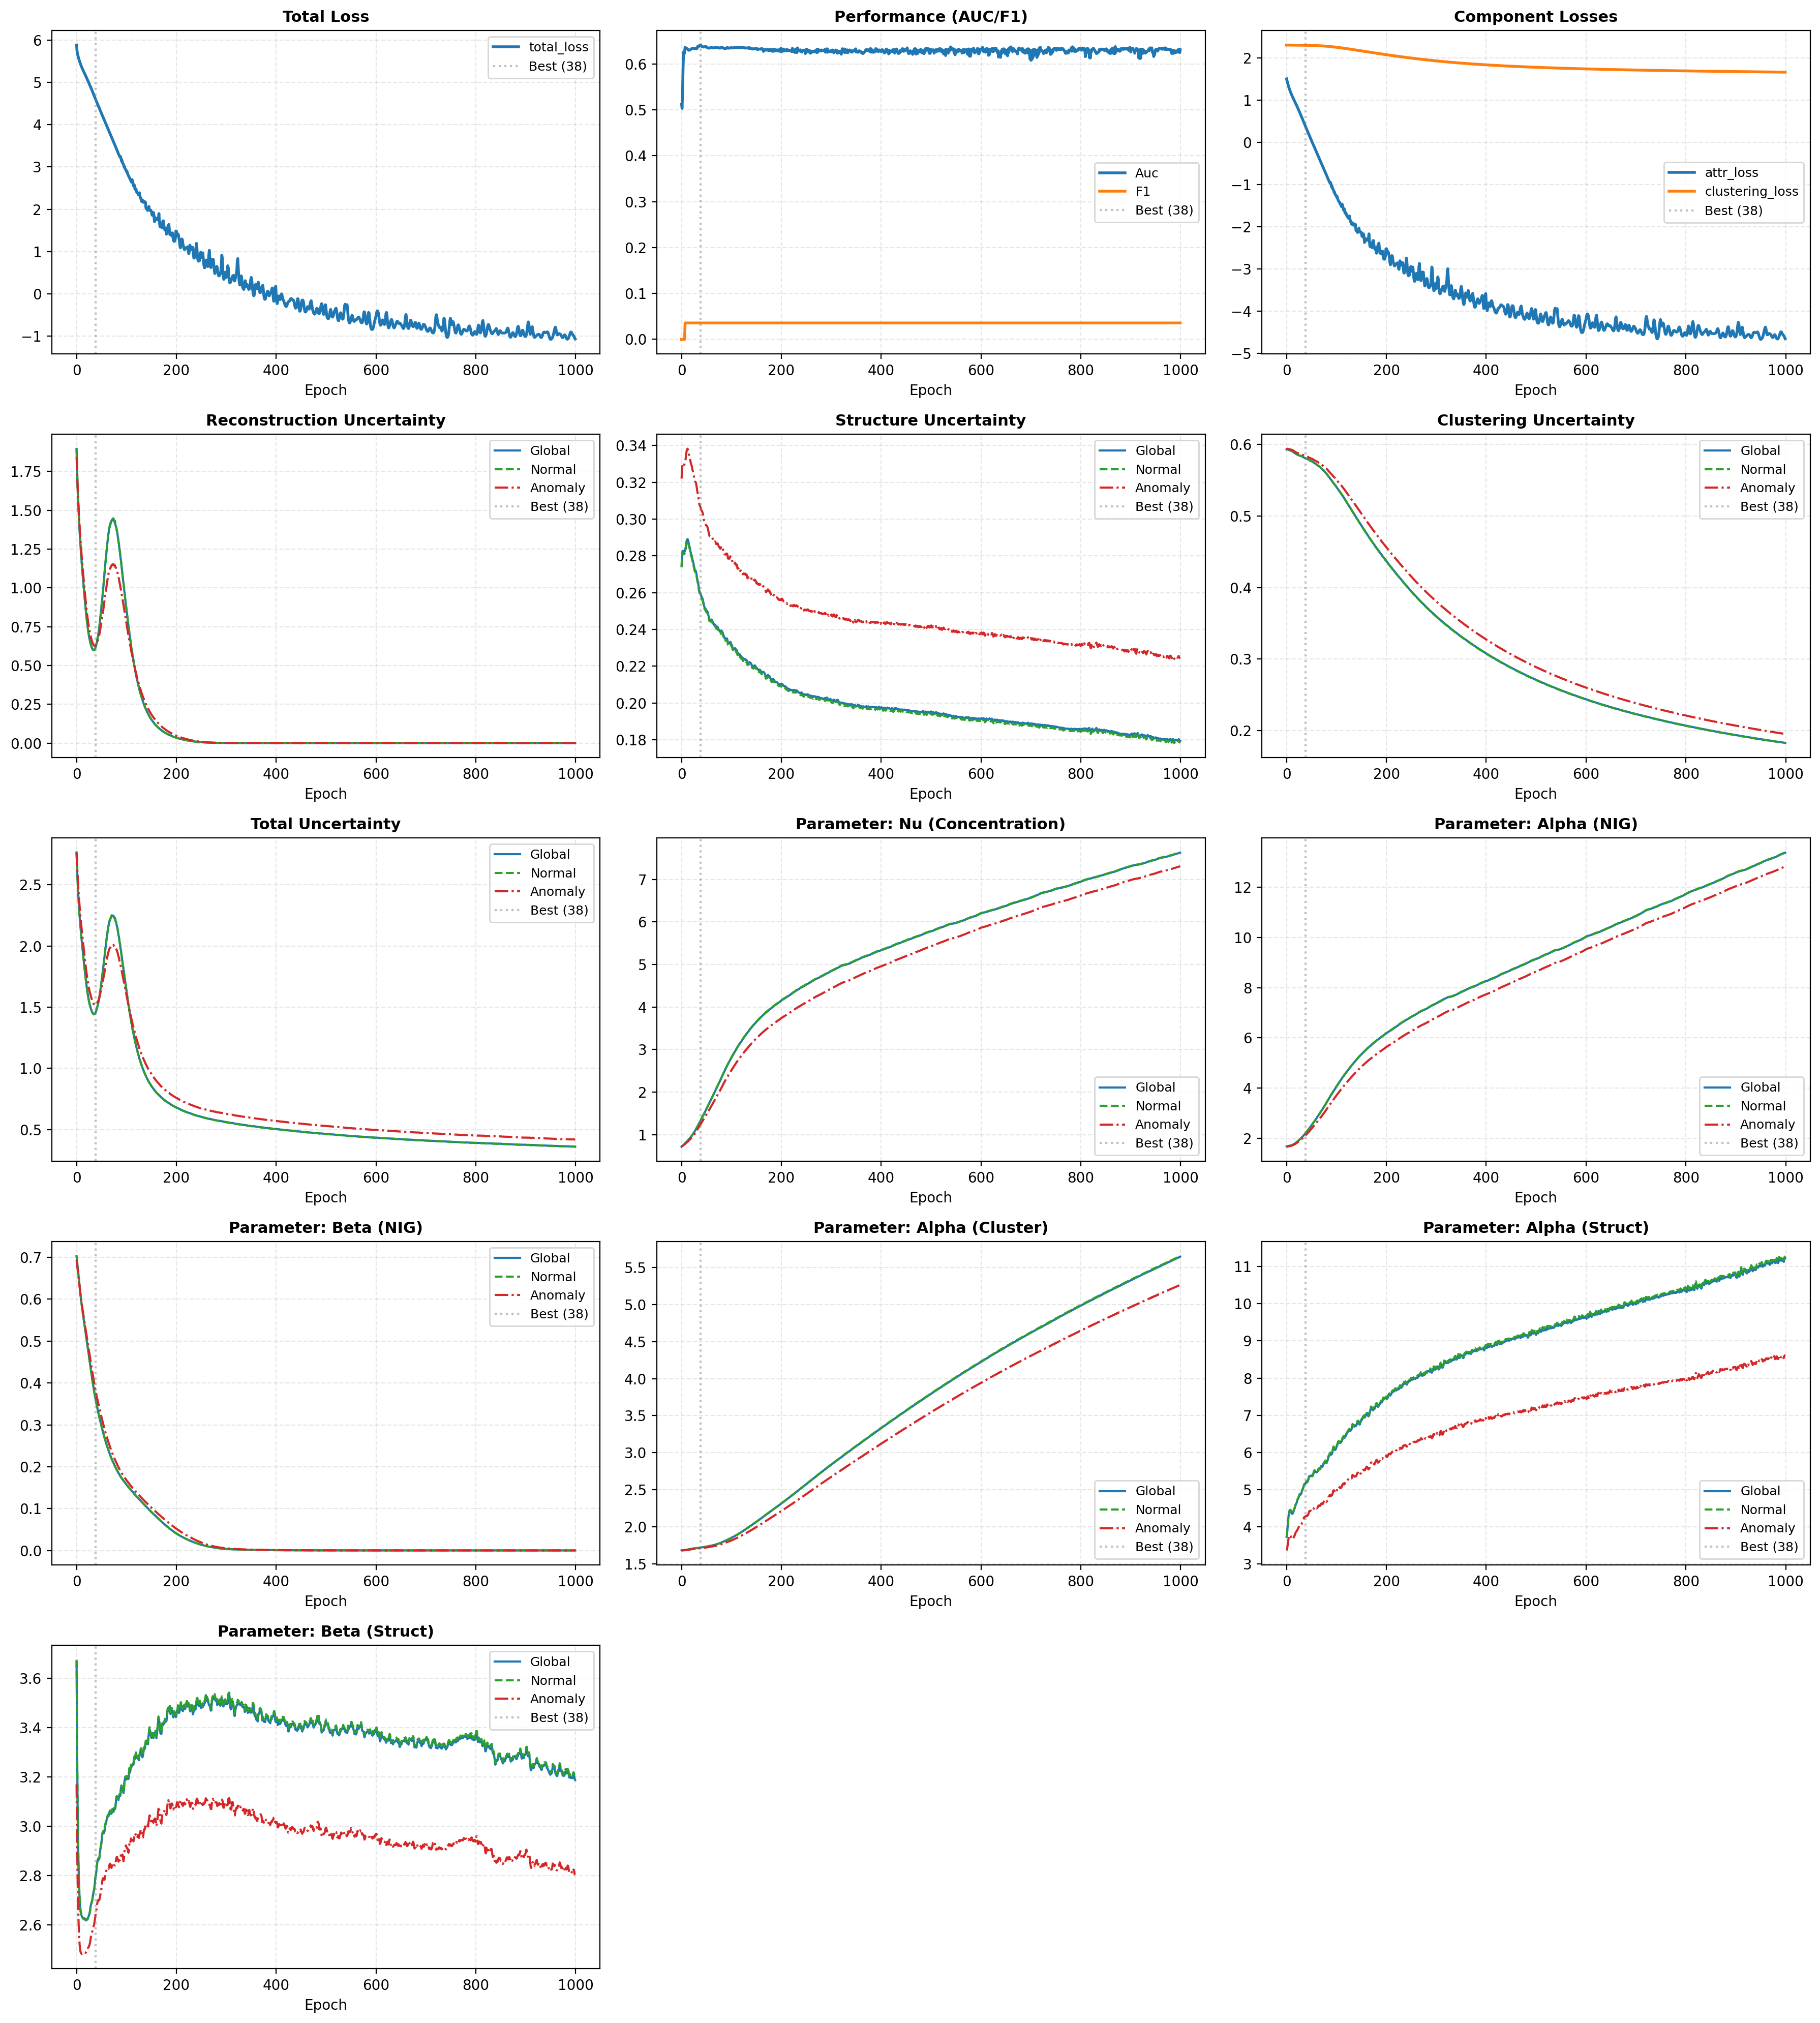 Total Loss
6
5
4
3
2
1
0
−1
0 200 400 600 800 1000
Epoch
total_loss
Best (38)
Performance (AUC/F1)
0.6
0.5
0.4
0.3
0.2
0.1
0.0
0 200 400 600 800 1000
Epoch
Auc
F1
Best (38)
Component Losses
2
1
0
−1
−2
−3
−4
−5
0 200 400 600 800 1000
Epoch
attr_loss
clustering_loss
Best (38)
Reconstruction Uncertainty
1.75
1.50
1.25
1.00
0.75
0.50
0.25
0.00
0 200 400 600 800 1000
Epoch
Global
Normal
Anomaly
Best (38)
Structure Uncertainty
0.34
0.32
0.30
0.28
0.26
0.24
0.22
0.20
0.18
0 200 400 600 800 1000
Epoch
Global
Normal
Anomaly
Best (38)
Clustering Uncertainty
0.6
0.5
0.4
0.3
0.2
0 200 400 600 800 1000
Epoch
Global
Normal
Anomaly
Best (38)
Total Uncertainty
2.5
2.0
1.5
1.0
0.5
0 200 400 600 800 1000
Epoch
Global
Normal
Anomaly
Best (38)
Parameter: Nu (Concentration)
7
6
5
4
3
2
1
0 200 400 600 800 1000
Epoch
Global
Normal
Anomaly
Best (38)
Parameter: Alpha (NIG)
12
10
8
6
4
2
0 200 400 600 800 1000
Epoch
Global
Normal
Anomaly
Best (38)
Parameter: Beta (NIG)
0.7
0.6
0.5
0.4
0.3
0.2
0.1
0.0
0 200 400 600 800 1000
Epoch
Global
Normal
Anomaly
Best (38)
Parameter: Alpha (Cluster)
5.5
5.0
4.5
4.0
3.5
3.0
2.5
2.0
1.5
0 200 400 600 800 1000
Epoch
Global
Normal
Anomaly
Best (38)
Parameter: Alpha (Struct)
11
10
9
8
7
6
5
4
3
0 200 400 600 800 1000
Epoch
Global
Normal
Anomaly
Best (38)
Parameter: Beta (Struct)
3.6
3.4
3.2
3.0
2.8
2.6
0 200 400 600 800 1000
Epoch
Global
Normal
Anomaly
Best (38)